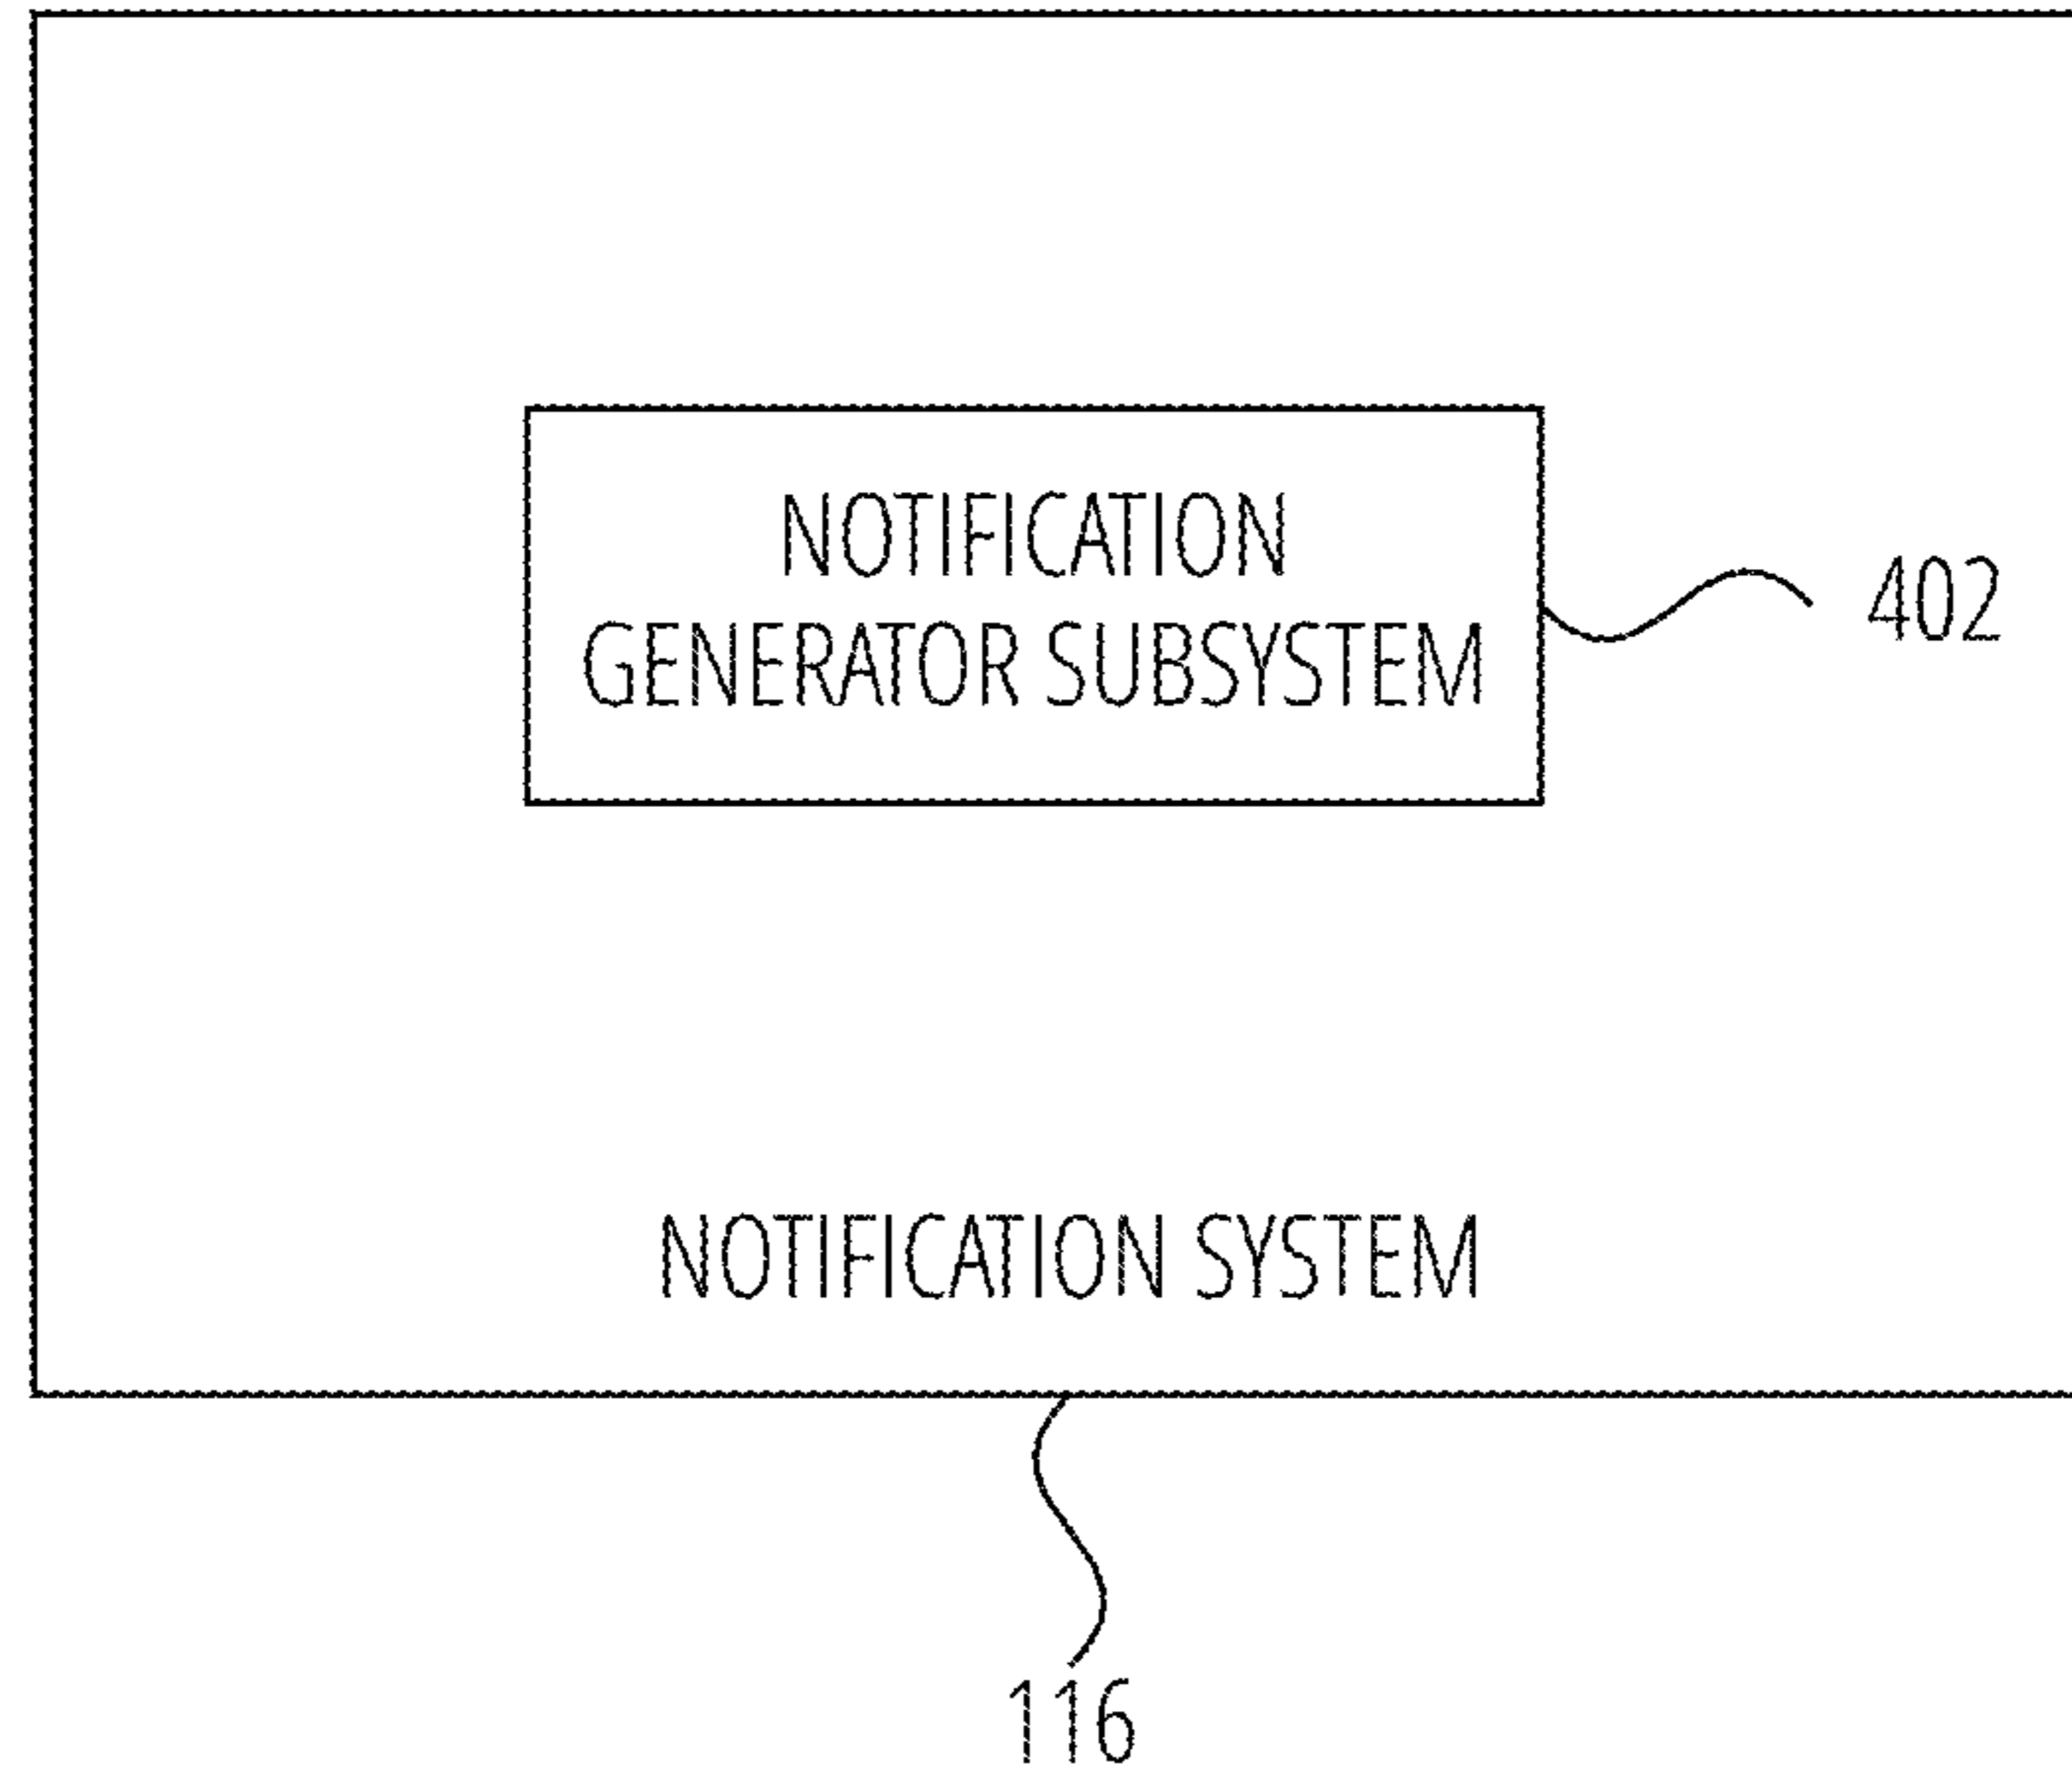 NOTIFICATION
GENERATOR SUBSYSTEM
402
NOTIFICATION SYSTEM
116